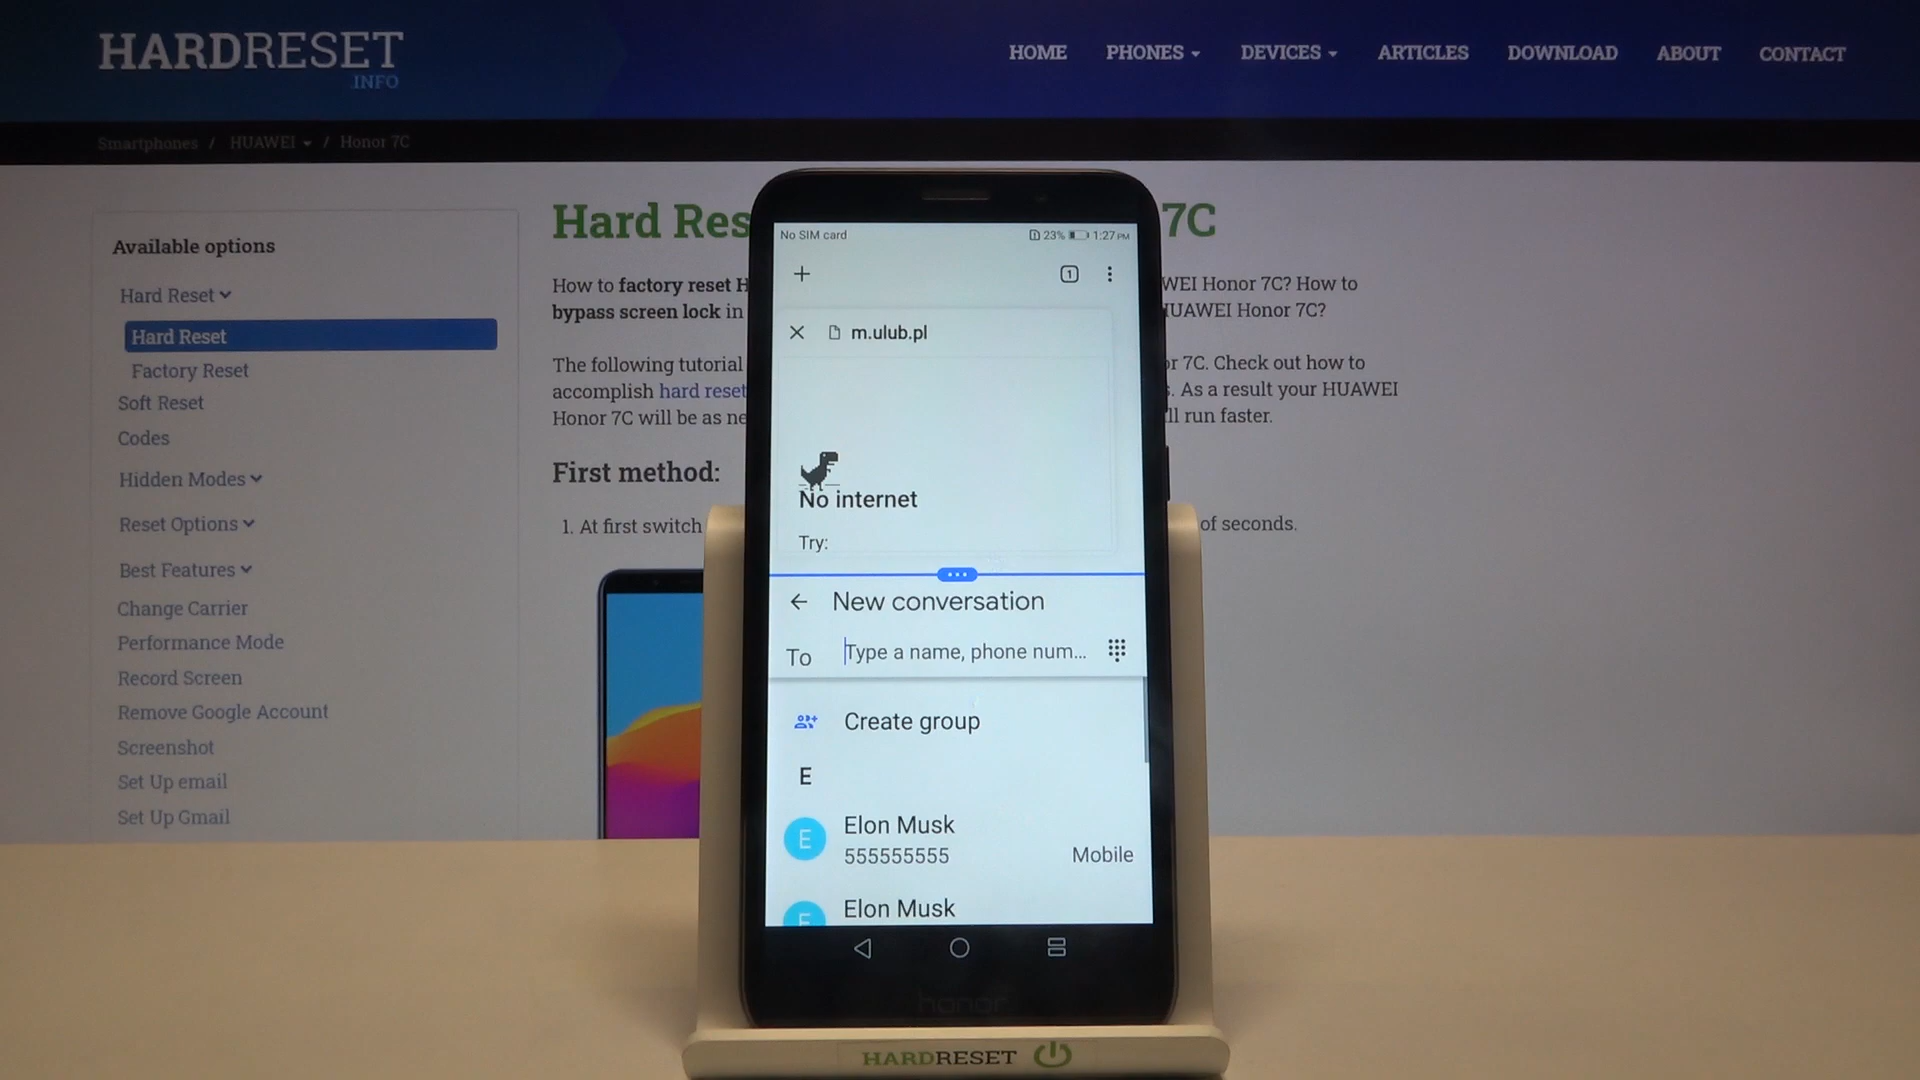 HARDRESET
.INFO
HOME PHONES DEVICES ARTICLES DOWNLOAD ABOUT CONTACT
Smartphones / HUAWEI / Honor 7C
Available options
Hard Reset
Hard Reset
Factory Reset
Soft Reset
Codes
Hidden Modes
Reset Options
Best Features
Change Carrier
Performance Mode
Record Screen
Remove Google Account
Screenshot
Set Up email
Set Up Gmail
Hard Res 7C
How to factory reset H WEI Honor 7C? How to
bypass screen lock in HUAWEI Honor 7C?
The following tutorial or 7C. Check out how to
accomplish hard reset s. As a result your HUAWEI
Honor 7C will be as ne ll run faster.
First method:
1. At first switch of seconds.
No SIM card 23% 1:27 PM
1
m.ulub.pl
No internet
Try:
New conversation
To Type a name, phone num...
Create group
E
E Elon Musk
555555555 Mobile
E Elon Musk
honor
HARDRESET